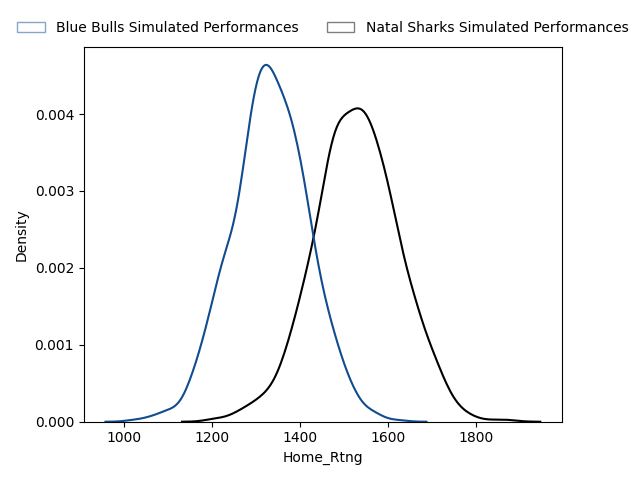 Blue Bulls Simulated Performances Natal Sharks Simulated Performances
0.004
0.003
0.002
0.001
0.000
Density
1000 1200 1400 1600 1800
Home_Rtng